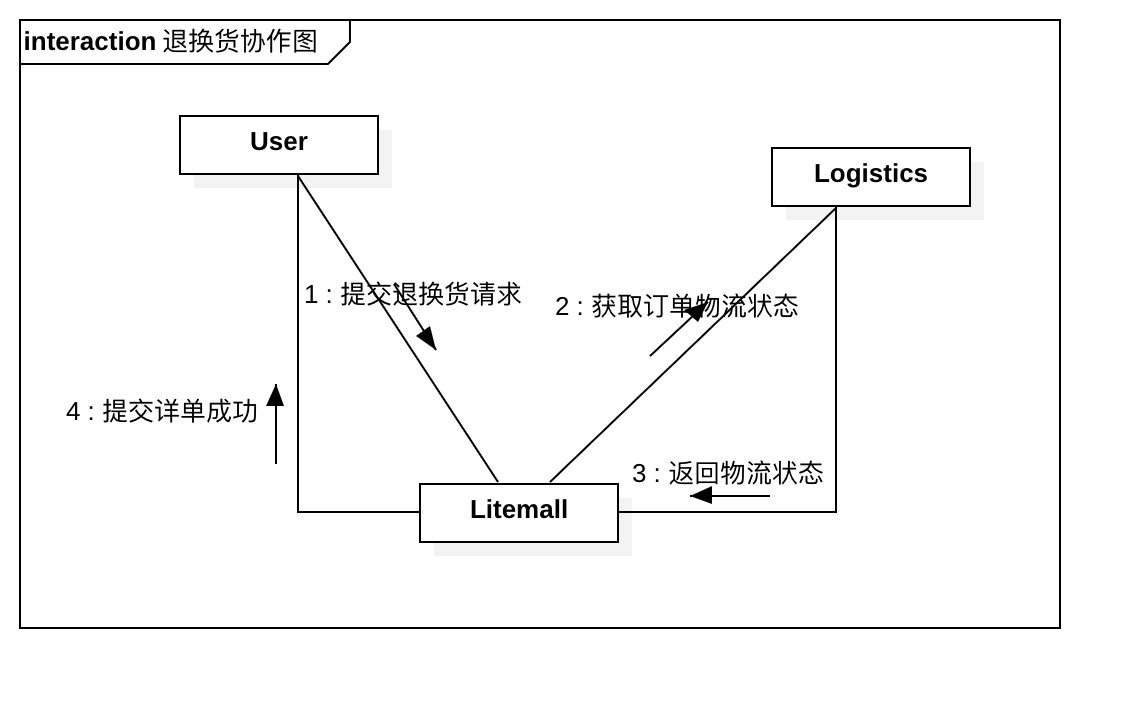 interaction 退换货协作图
User
Logistics
1 : 提交退换货请求
2 : 获取订单物流状态
4 : 提交详单成功
3 : 返回物流状态
Litemall